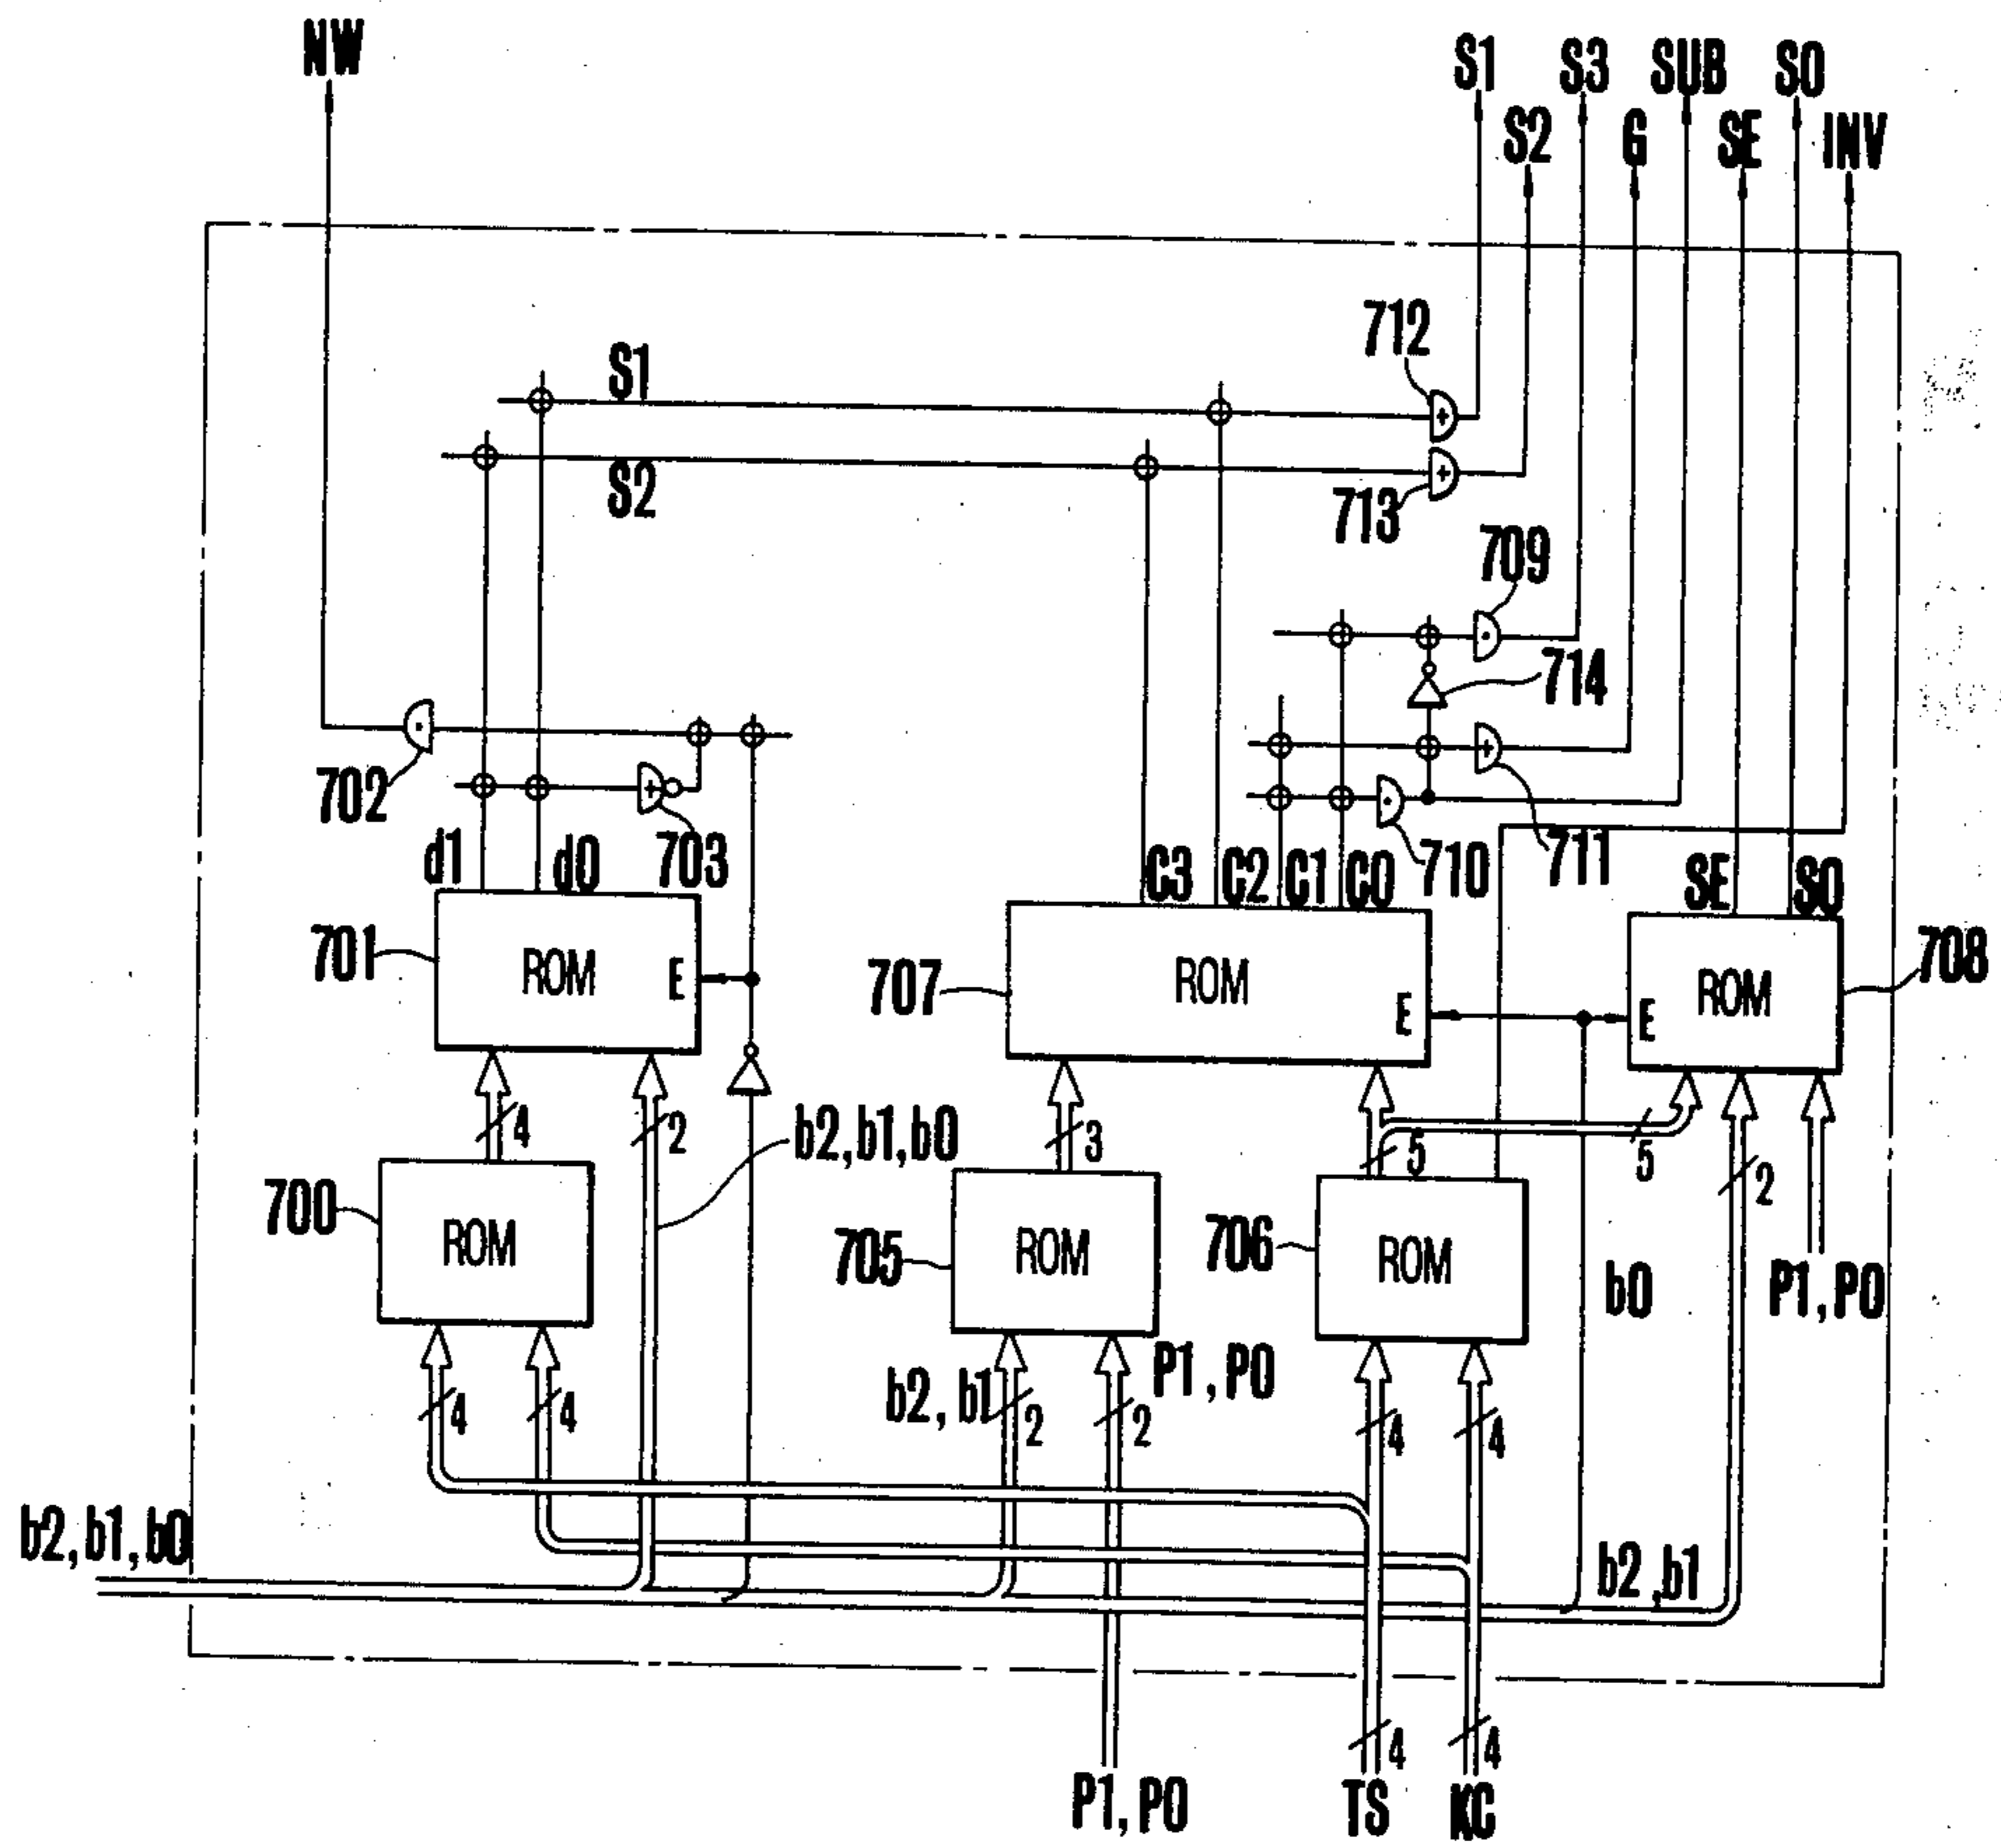 NW
S1 S3 SUB SO
S2 G SE INV
712
S1
S2
713
709
714
702
703
d1 d0
C3 C2 C1 C0
710 711
SE SO
701 ROM E
707 ROM E
E ROM 708
4 2 b2,b1,b0
3 5 5 2
700 ROM
705 ROM
706 ROM
b0 P1,P0
4 4
b2,b1 2 2 P1,P0
4 4
b2,b1,b0
b2,b1
4 4
P1,P0 TS KC